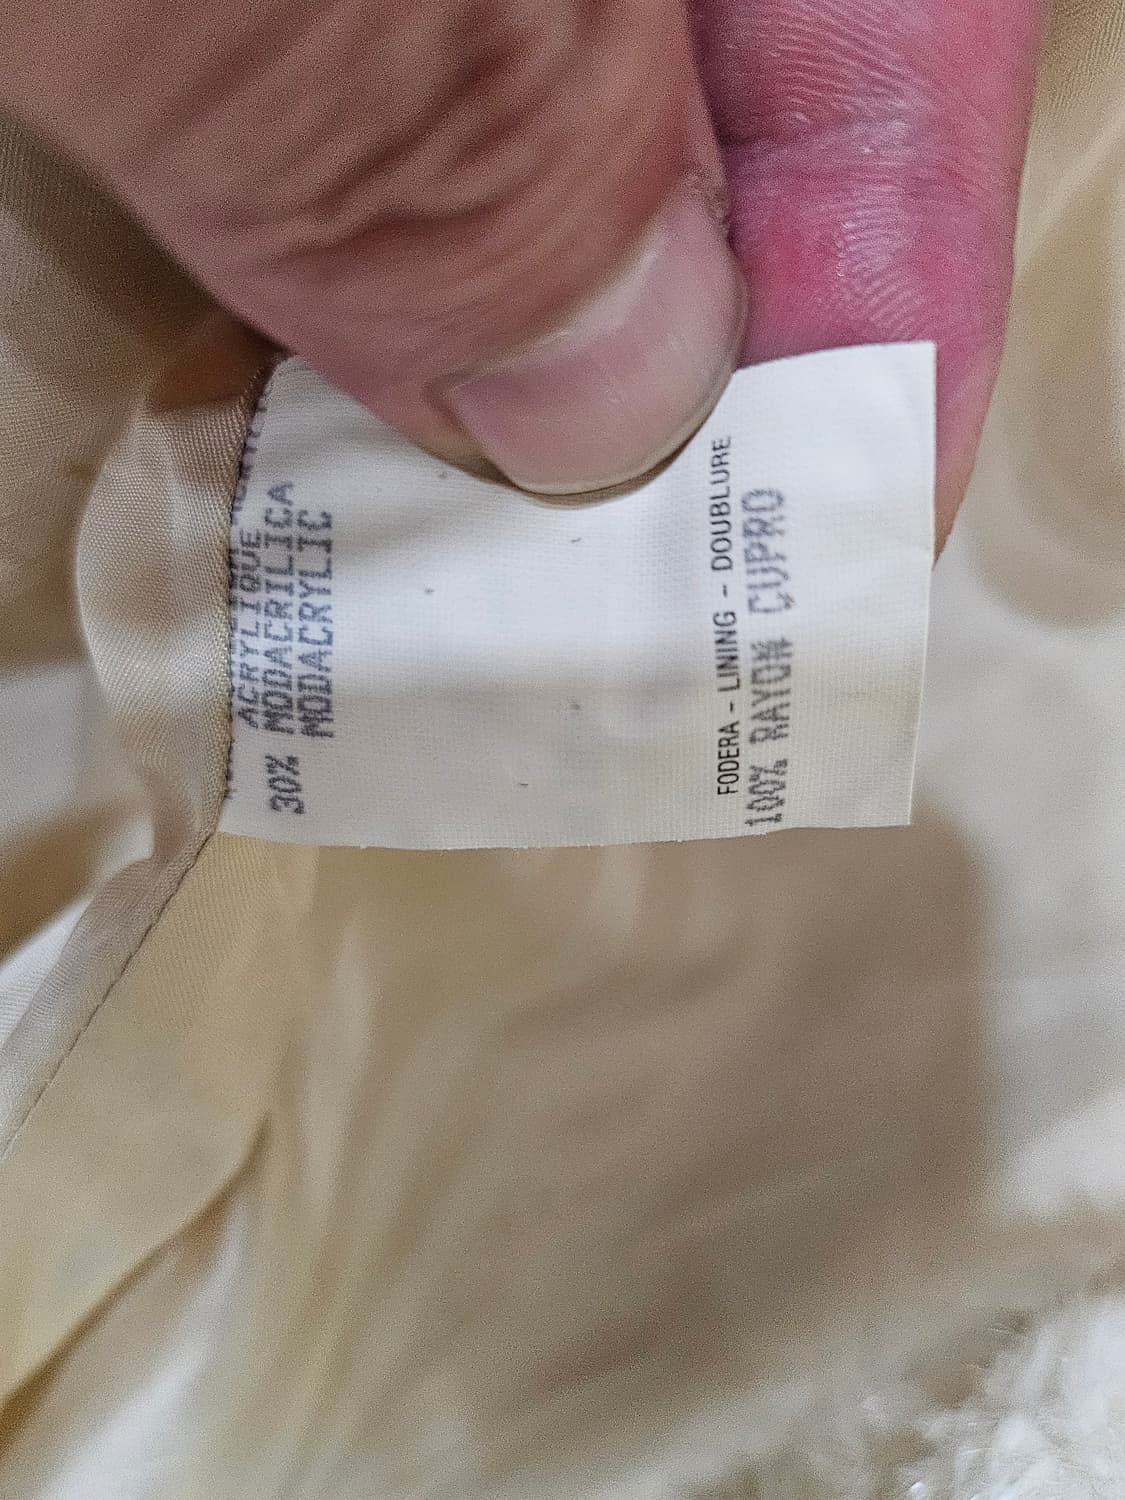 ACRYLIQUE
30% MODACRILICA
MODACRYLIC
FODERA - LINING - DOUBLURE
100% RAYON CUPRO